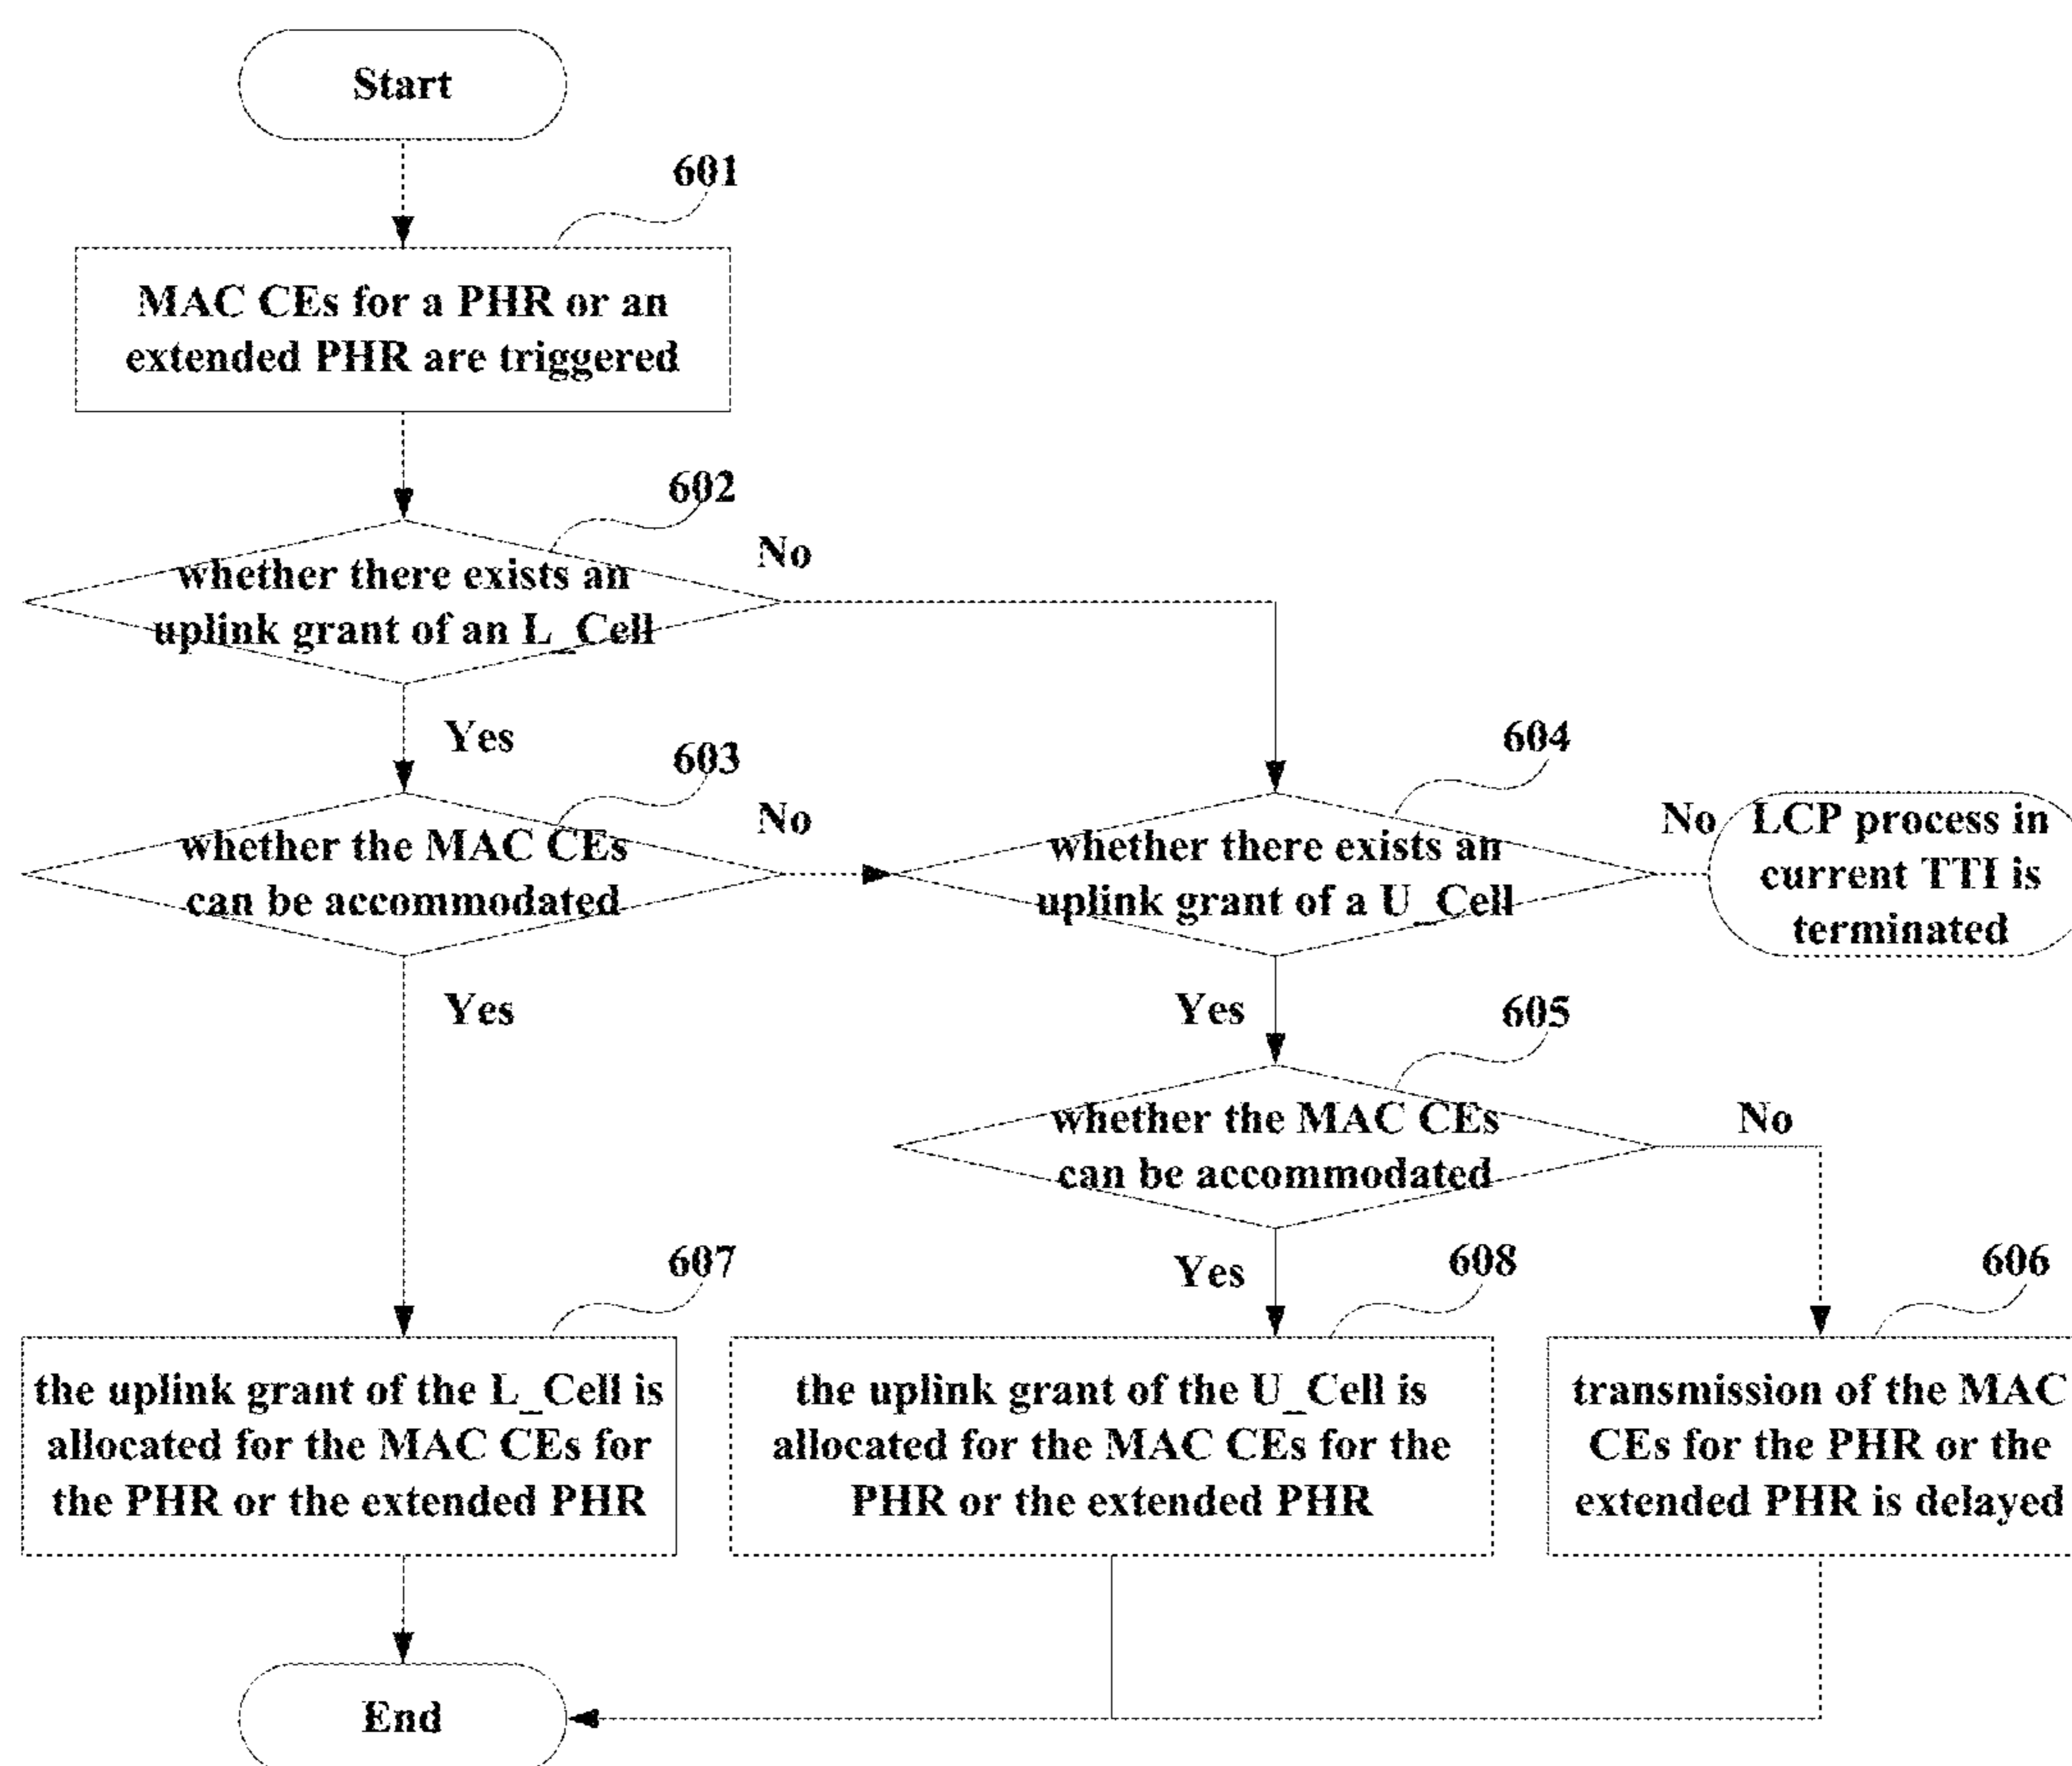 Start
601
MAC CEs for a PHR or an
extended PHR are triggered
602
whether there exists an
uplink grant of an L_Cell
No
Yes
603
whether the MAC CEs
can be accommodated
No
604
whether there exists an
uplink grant of a U_Cell
No
LCP process in
current TTI is
terminated
Yes
Yes
605
whether the MAC CEs
can be accommodated
No
Yes
607
the uplink grant of the L_Cell is
allocated for the MAC CEs for
the PHR or the extended PHR
608
the uplink grant of the U_Cell is
allocated for the MAC CEs for the
PHR or the extended PHR
606
transmission of the MAC
CEs for the PHR or the
extended PHR is delayed
End